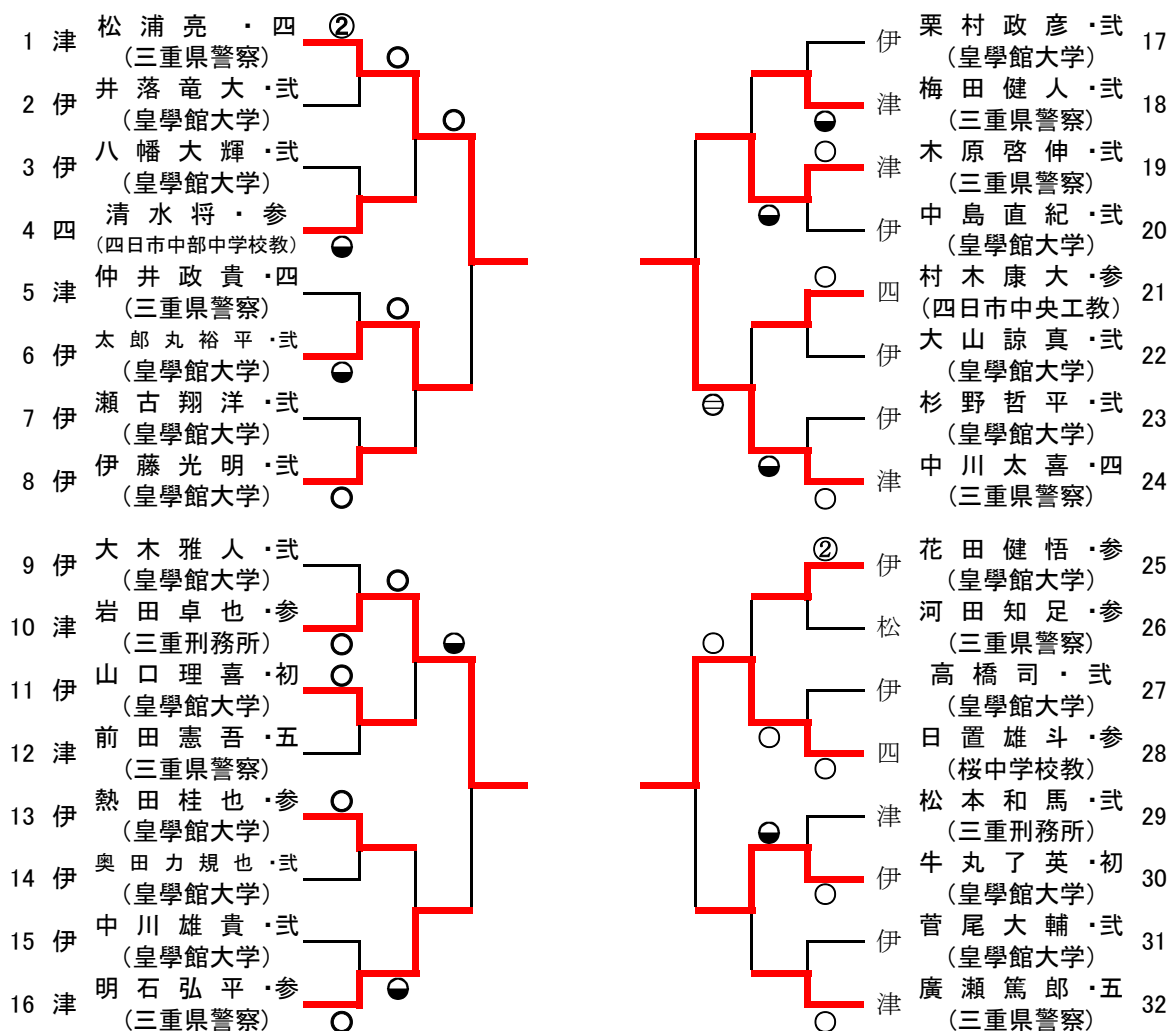 1 津 松浦亮・四 ②
(三重県警察)
2 伊 井落竜大・弐
(皇學館大学)
3 伊 八幡大輝・弐
(皇學館大学)
4 四 清水将・参
(四日市中部中学校教)
5 津 仲井政貴・四
(三重県警察)
6 伊 太郎丸裕平・弐
(皇學館大学)
7 伊 瀬古翔洋・弐
(皇學館大学)
8 伊 伊藤光明・弐
(皇學館大学)
9 伊 大木雅人・弐
(皇學館大学)
10 津 岩田卓也・参
(三重刑務所)
11 伊 山口理喜・初
(皇學館大学)
12 津 前田憲吾・五
(三重県警察)
13 伊 熱田桂也・参
(皇學館大学)
14 伊 奥田力規也・弐
(皇學館大学)
15 伊 中川雄貴・弐
(皇學館大学)
16 津 明石弘平・参
(三重県警察)
伊 栗村政彦・弐 17
(皇學館大学)
津 梅田健人・弐 18
(三重県警察)
津 木原啓伸・弐 19
(三重県警察)
伊 中島直紀・弐 20
(皇學館大学)
四 村木康大・参 21
(四日市中央工教)
伊 大山諒真・弐 22
(皇學館大学)
伊 杉野哲平・弐 23
(皇學館大学)
津 中川太喜・四 24
(三重県警察)
② 伊 花田健悟・参 25
(皇學館大学)
松 河田知足・参 26
(三重県警察)
伊 高橋司・弐 27
(皇學館大学)
四 日置雄斗・参 28
(桜中学校教)
津 松本和馬・弐 29
(三重刑務所)
伊 牛丸了英・初 30
(皇學館大学)
伊 菅尾大輔・弐 31
(皇學館大学)
津 廣瀬篤郎・五 32
(三重県警察)